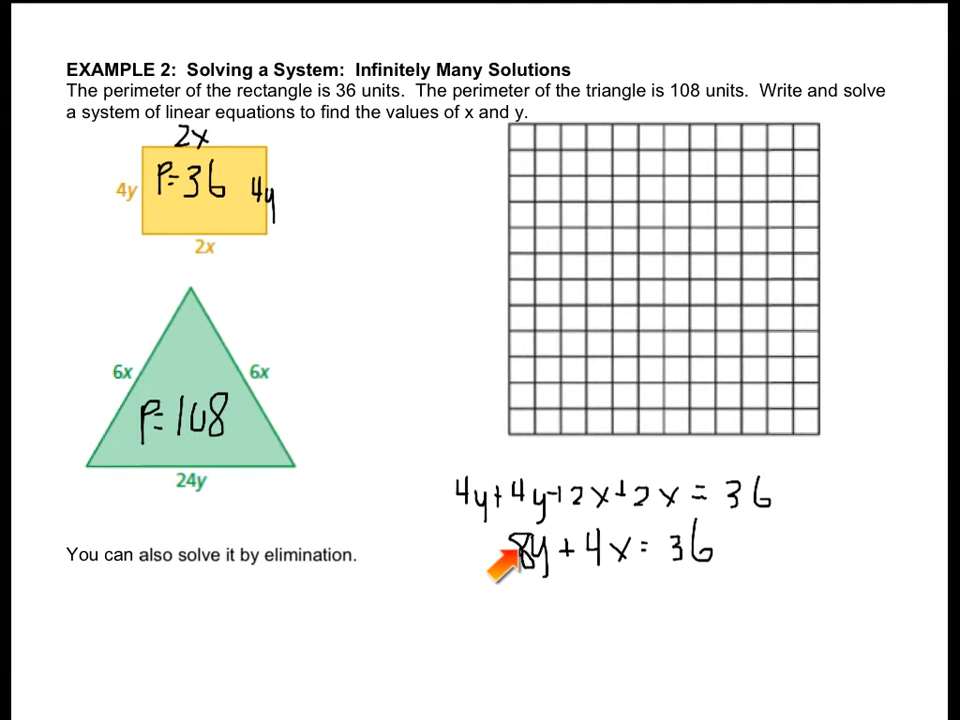 EXAMPLE 2: Solving a System: Infinitely Many Solutions
The perimeter of the rectangle is 36 units. The perimeter of the triangle is 108 units. Write and solve
a system of linear equations to find the values of x and y.
2x
4y P=36 4y
2x
6x 6x
P=108
24y
4y+4y+2x+2x=36
8y+4x=36
You can also solve it by elimination.